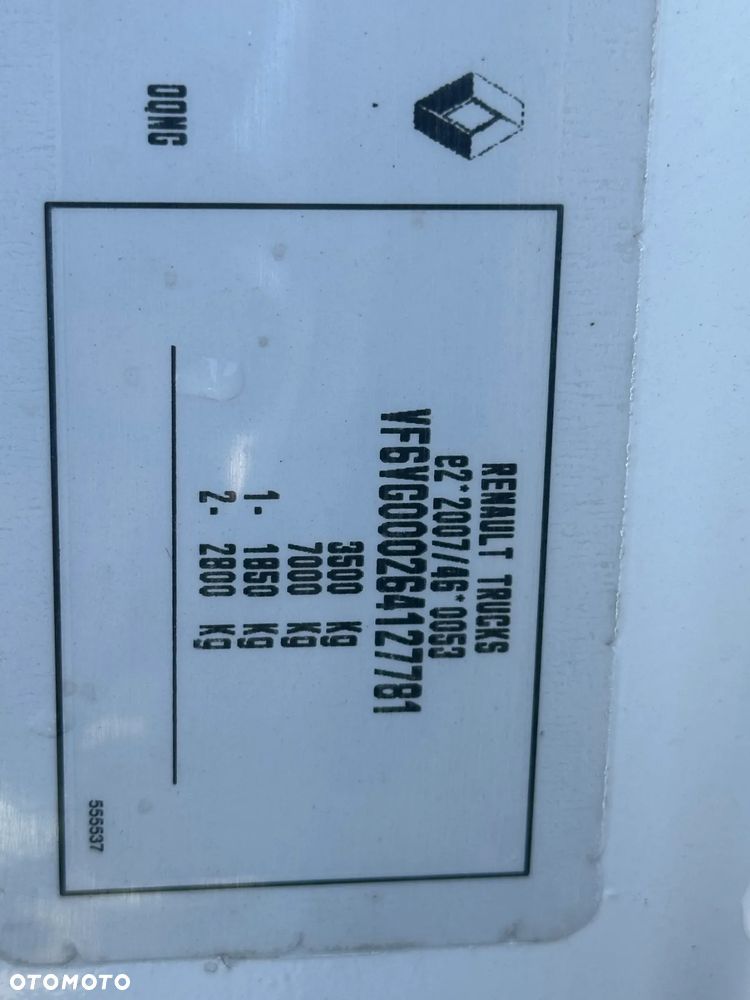 OQNG
RENAULT TRUCKS
e2*2007/46*0053
VF6VG000264127781
3500 Kg
7000 Kg
1- 1850 Kg
2- 2800 Kg
555537
OTOMOTO